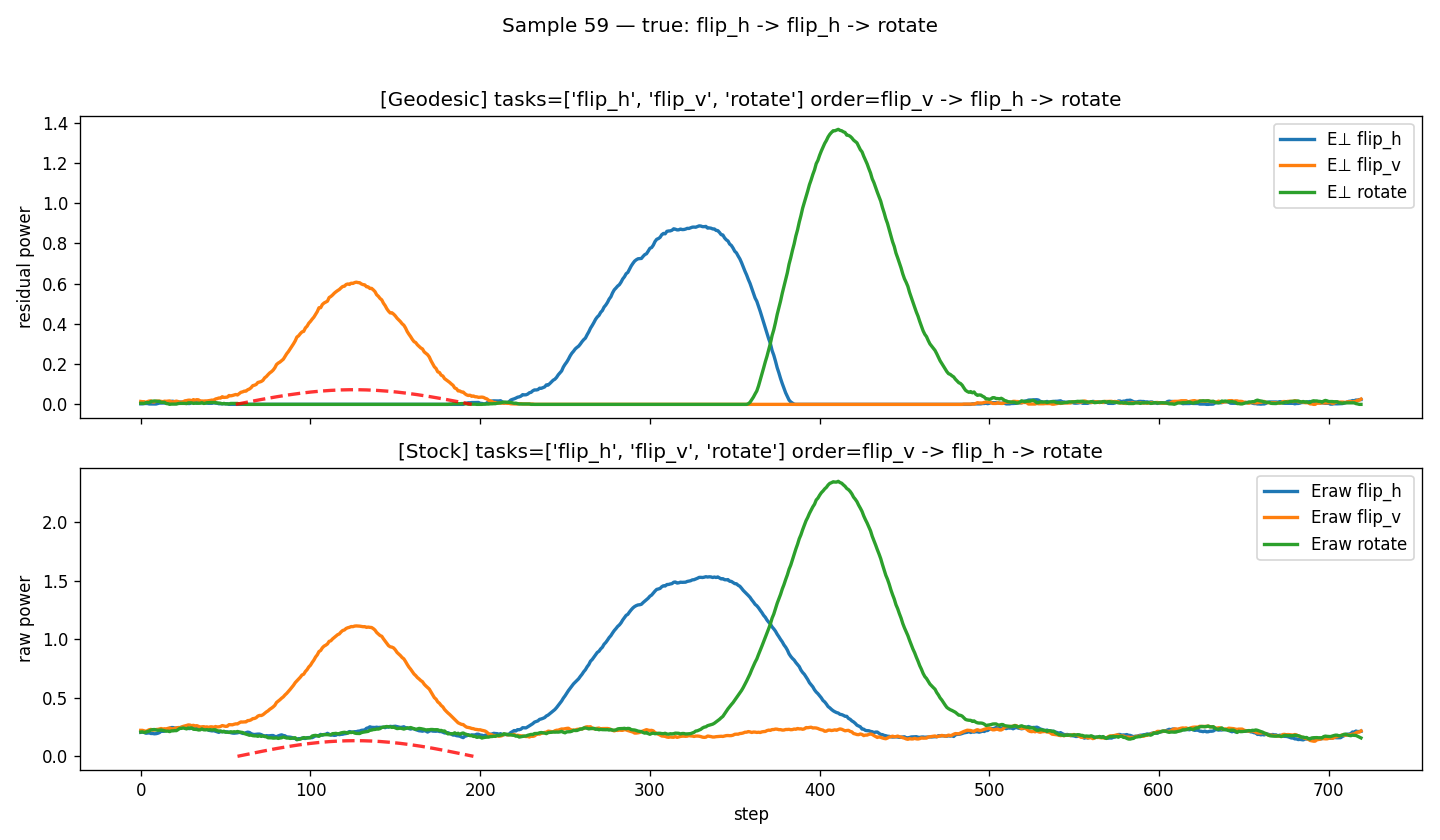 Sample 59 — true: flip_h -> flip_h -> rotate
[Geodesic] tasks=['flip_h', 'flip_v', 'rotate'] order=flip_v -> flip_h -> rotate
residual power
1.4
1.2
1.0
0.8
0.6
0.4
0.2
0.0
E⊥ flip_h
E⊥ flip_v
E⊥ rotate
[Stock] tasks=['flip_h', 'flip_v', 'rotate'] order=flip_v -> flip_h -> rotate
raw power
2.0
1.5
1.0
0.5
0.0
Eraw flip_h
Eraw flip_v
Eraw rotate
0 100 200 300 400 500 600 700
step